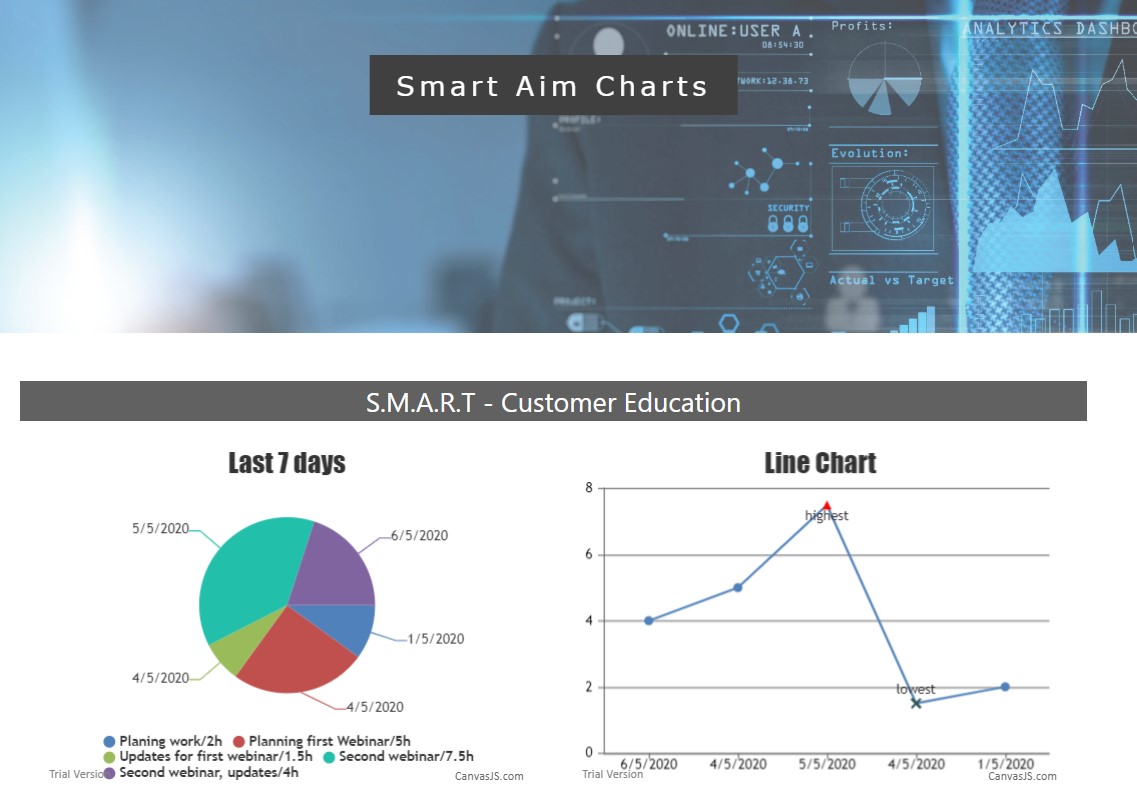 ONLINE:USER A
08:54:30
Profits:
ANALYTICS DASHBO
Smart Aim Charts
TWORK:12.38.73
PROFILE:
Evolution:
SECURITY
Actual vs Target
PROJECT:
S.M.A.R.T - Customer Education
Last 7 days
5/5/2020
6/5/2020
1/5/2020
4/5/2020
4/5/2020
Planing work/2h
Planning first Webinar/5h
Updates for first webinar/1.5h
Second webinar/7.5h
Second webinar, updates/4h
Trial Versio
CanvasJS.com
Line Chart
8
highest
6
4
2
lowest
0
6/5/2020 4/5/2020 5/5/2020 4/5/2020 1/5/2020
Trial Version
CanvasJS.com